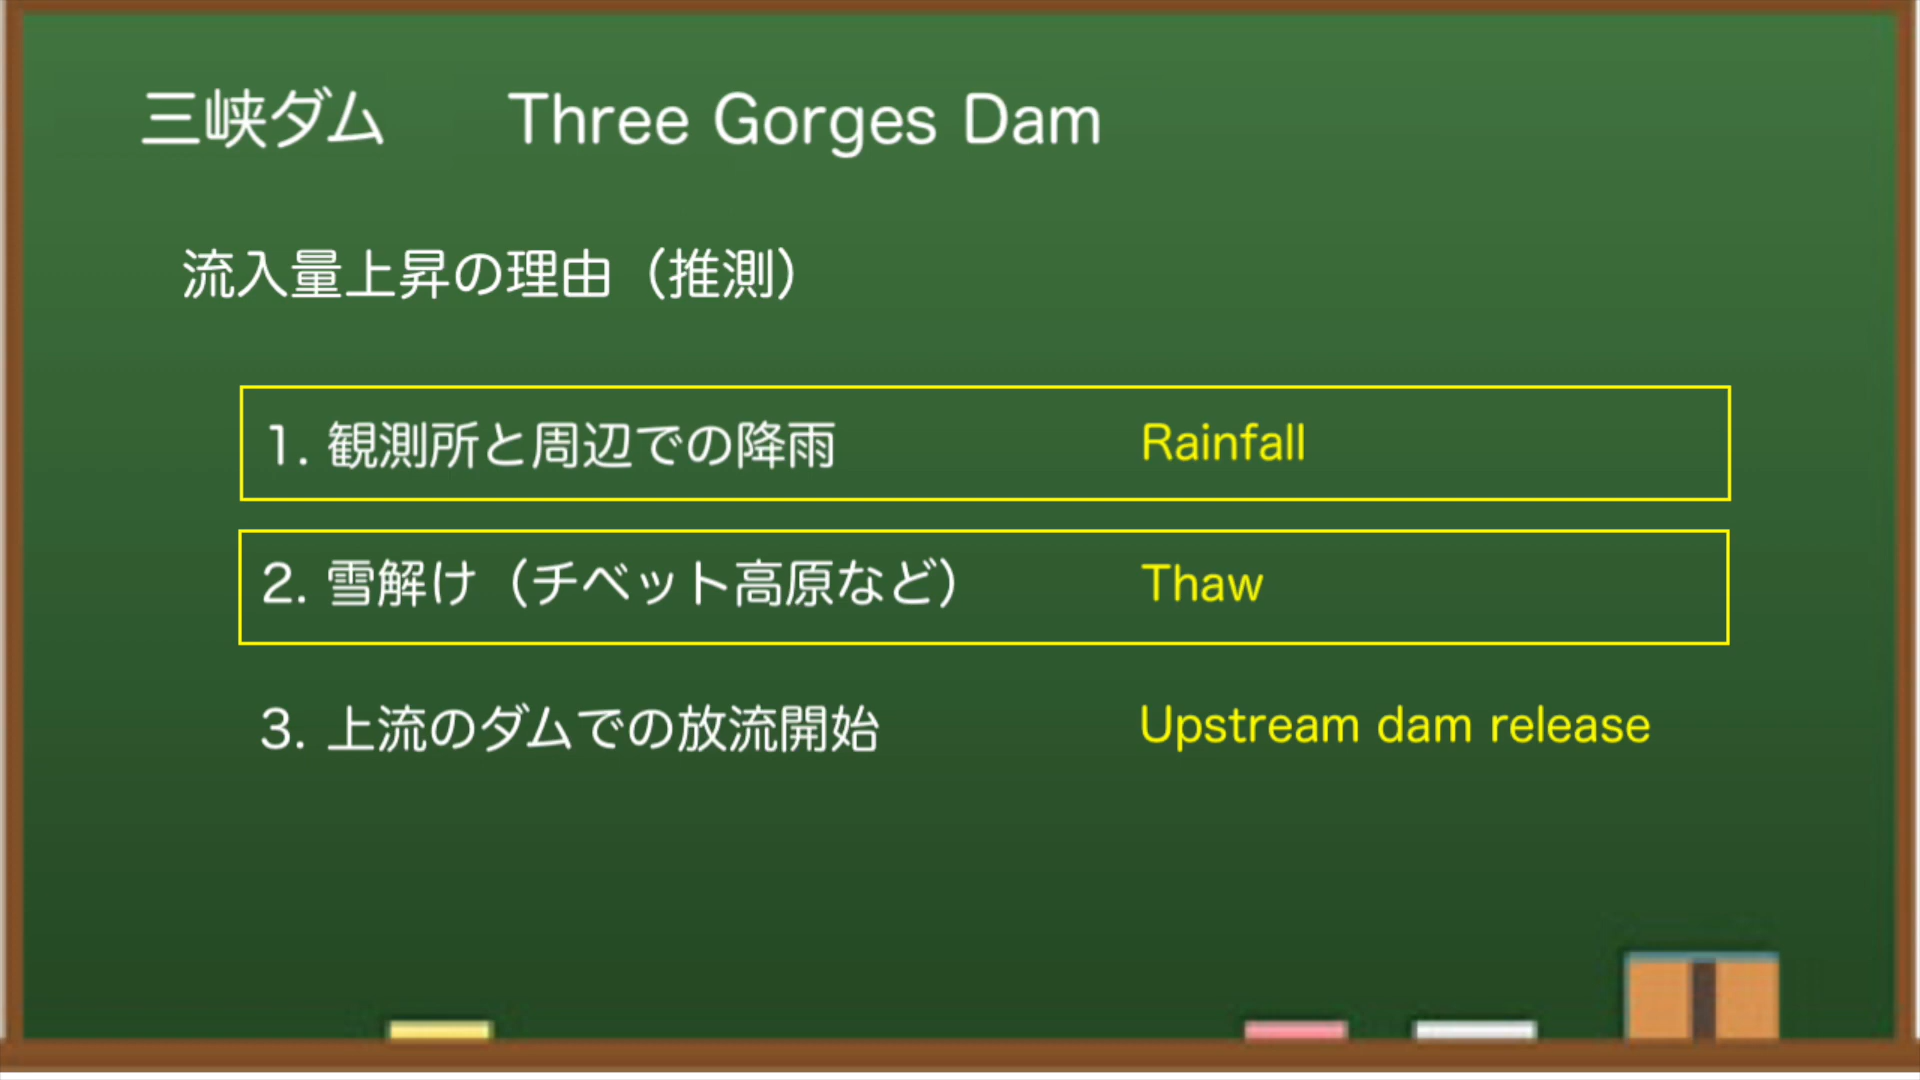 三峡ダム Three Gorges Dam
流入量上昇の理由（推測）
1. 観測所と周辺での降雨 Rainfall
2. 雪解け（チベット高原など） Thaw
3. 上流のダムでの放流開始 Upstream dam release